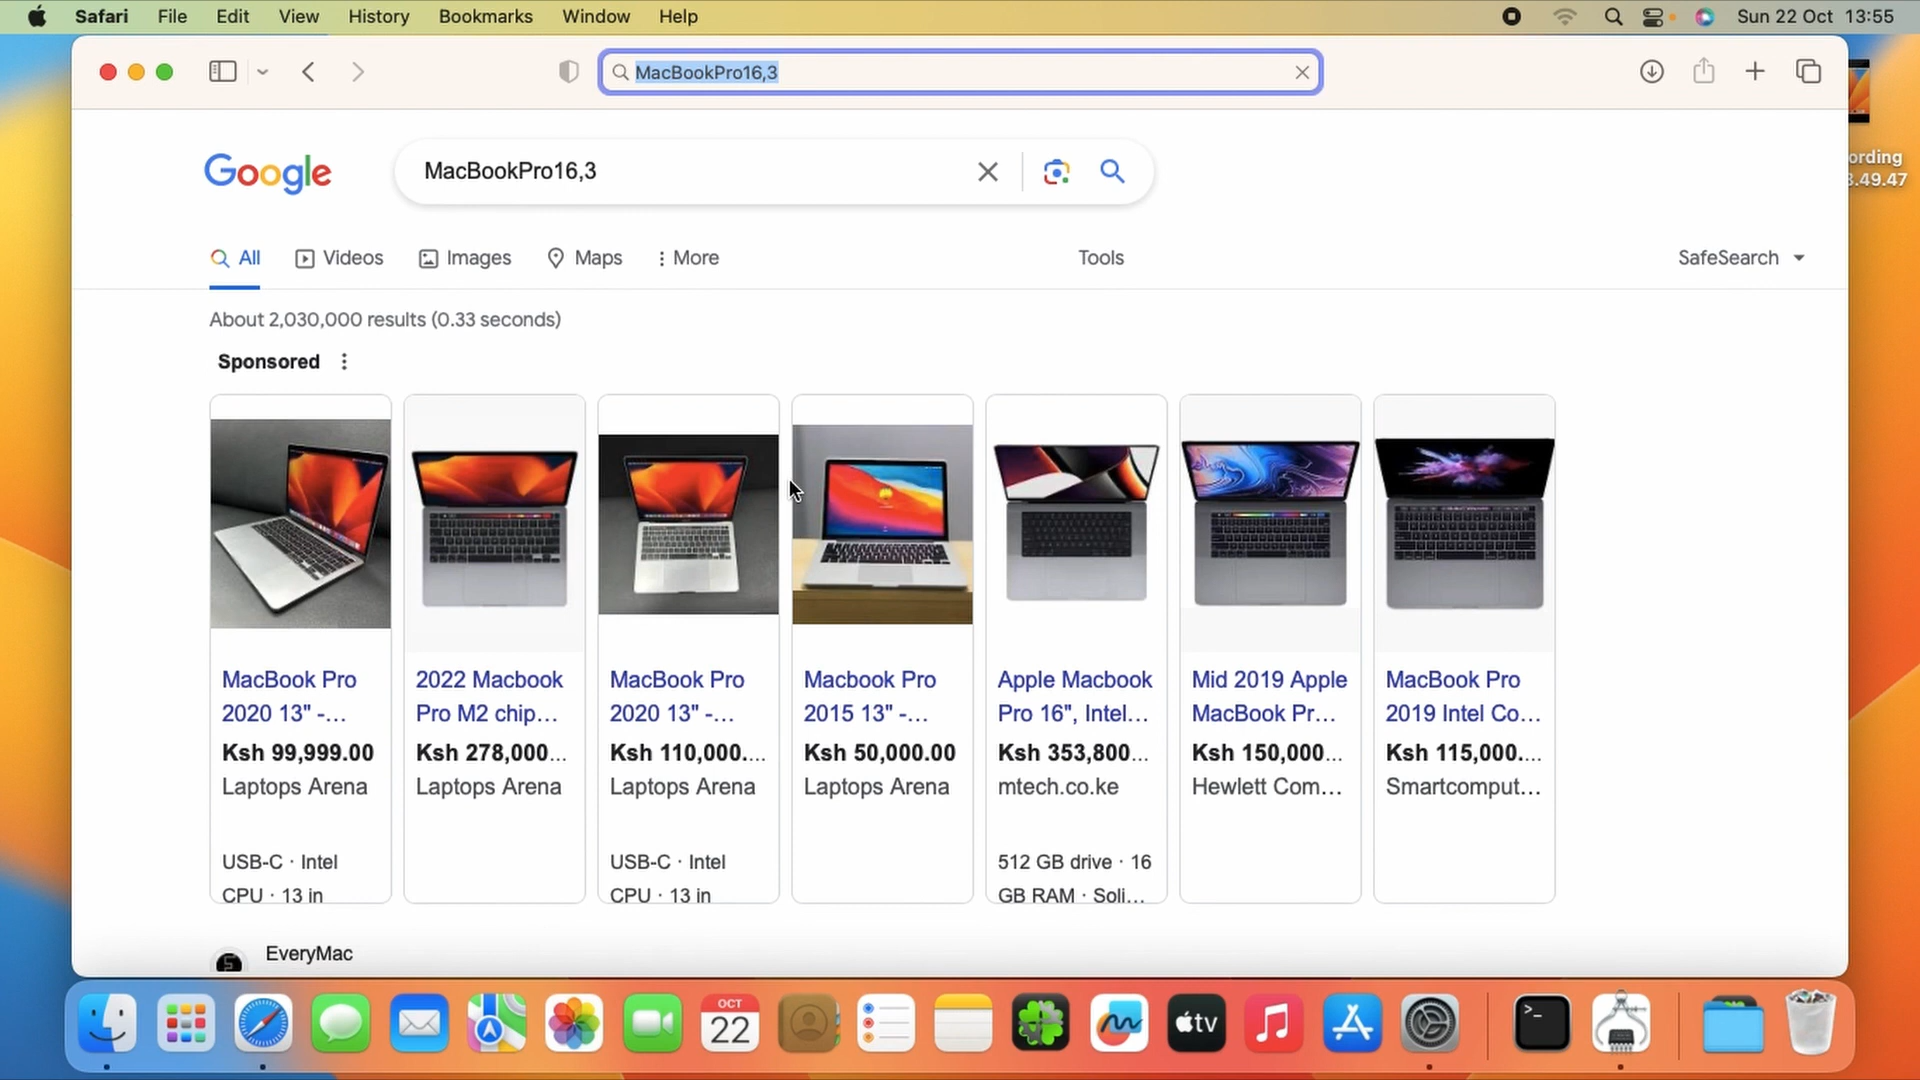 Safari File Edit View History Bookmarks Window Help Sun 22 Oct 13:55
MacBookPro16,3
ording
3.49.47
Google
MacBookPro16,3
All Videos Images Maps More Tools SafeSearch
About 2,030,000 results (0.33 seconds)
Sponsored
MacBook Pro
2020 13" -...
Ksh 99,999.00
Laptops Arena
USB-C · Intel
CPU · 13 in
2022 Macbook
Pro M2 chip...
Ksh 278,000...
Laptops Arena
MacBook Pro
2020 13" -...
Ksh 110,000....
Laptops Arena
USB-C · Intel
CPU · 13 in
Macbook Pro
2015 13" -...
Ksh 50,000.00
Laptops Arena
Apple Macbook
Pro 16", Intel...
Ksh 353,800...
mtech.co.ke
512 GB drive · 16
GB RAM · Soli...
Mid 2019 Apple
MacBook Pr...
Ksh 150,000...
Hewlett Com...
MacBook Pro
2019 Intel Co...
Ksh 115,000....
Smartcomput...
EveryMac
OCT
22
tv